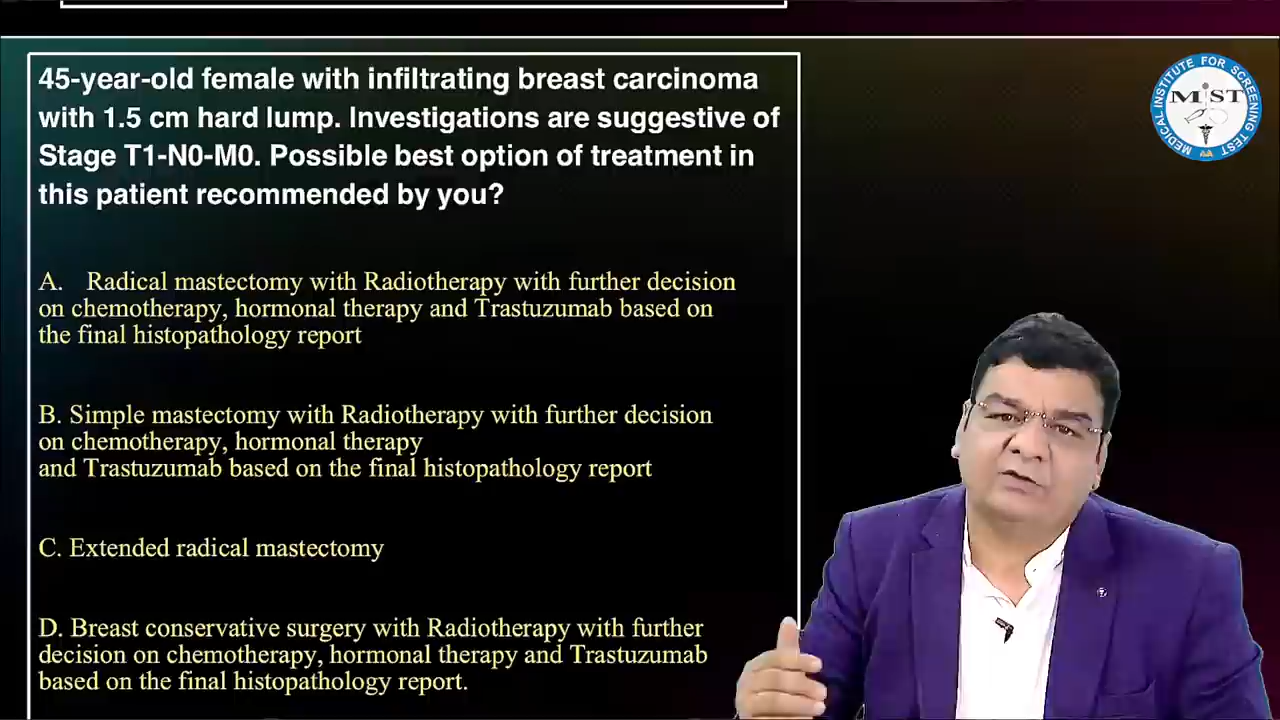 45-year-old female with infiltrating breast carcinoma
with 1.5 cm hard lump. Investigations are suggestive of
Stage T1-N0-M0. Possible best option of treatment in
this patient recommended by you?
A. Radical mastectomy with Radiotherapy with further decision
on chemotherapy, hormonal therapy and Trastuzumab based on
the final histopathology report
B. Simple mastectomy with Radiotherapy with further decision
on chemotherapy, hormonal therapy
and Trastuzumab based on the final histopathology report
C. Extended radical mastectomy
D. Breast conservative surgery with Radiotherapy with further
decision on chemotherapy, hormonal therapy and Trastuzumab
based on the final histopathology report.
MEDICAL INSTITUTE FOR SCREENING TEST
MIST